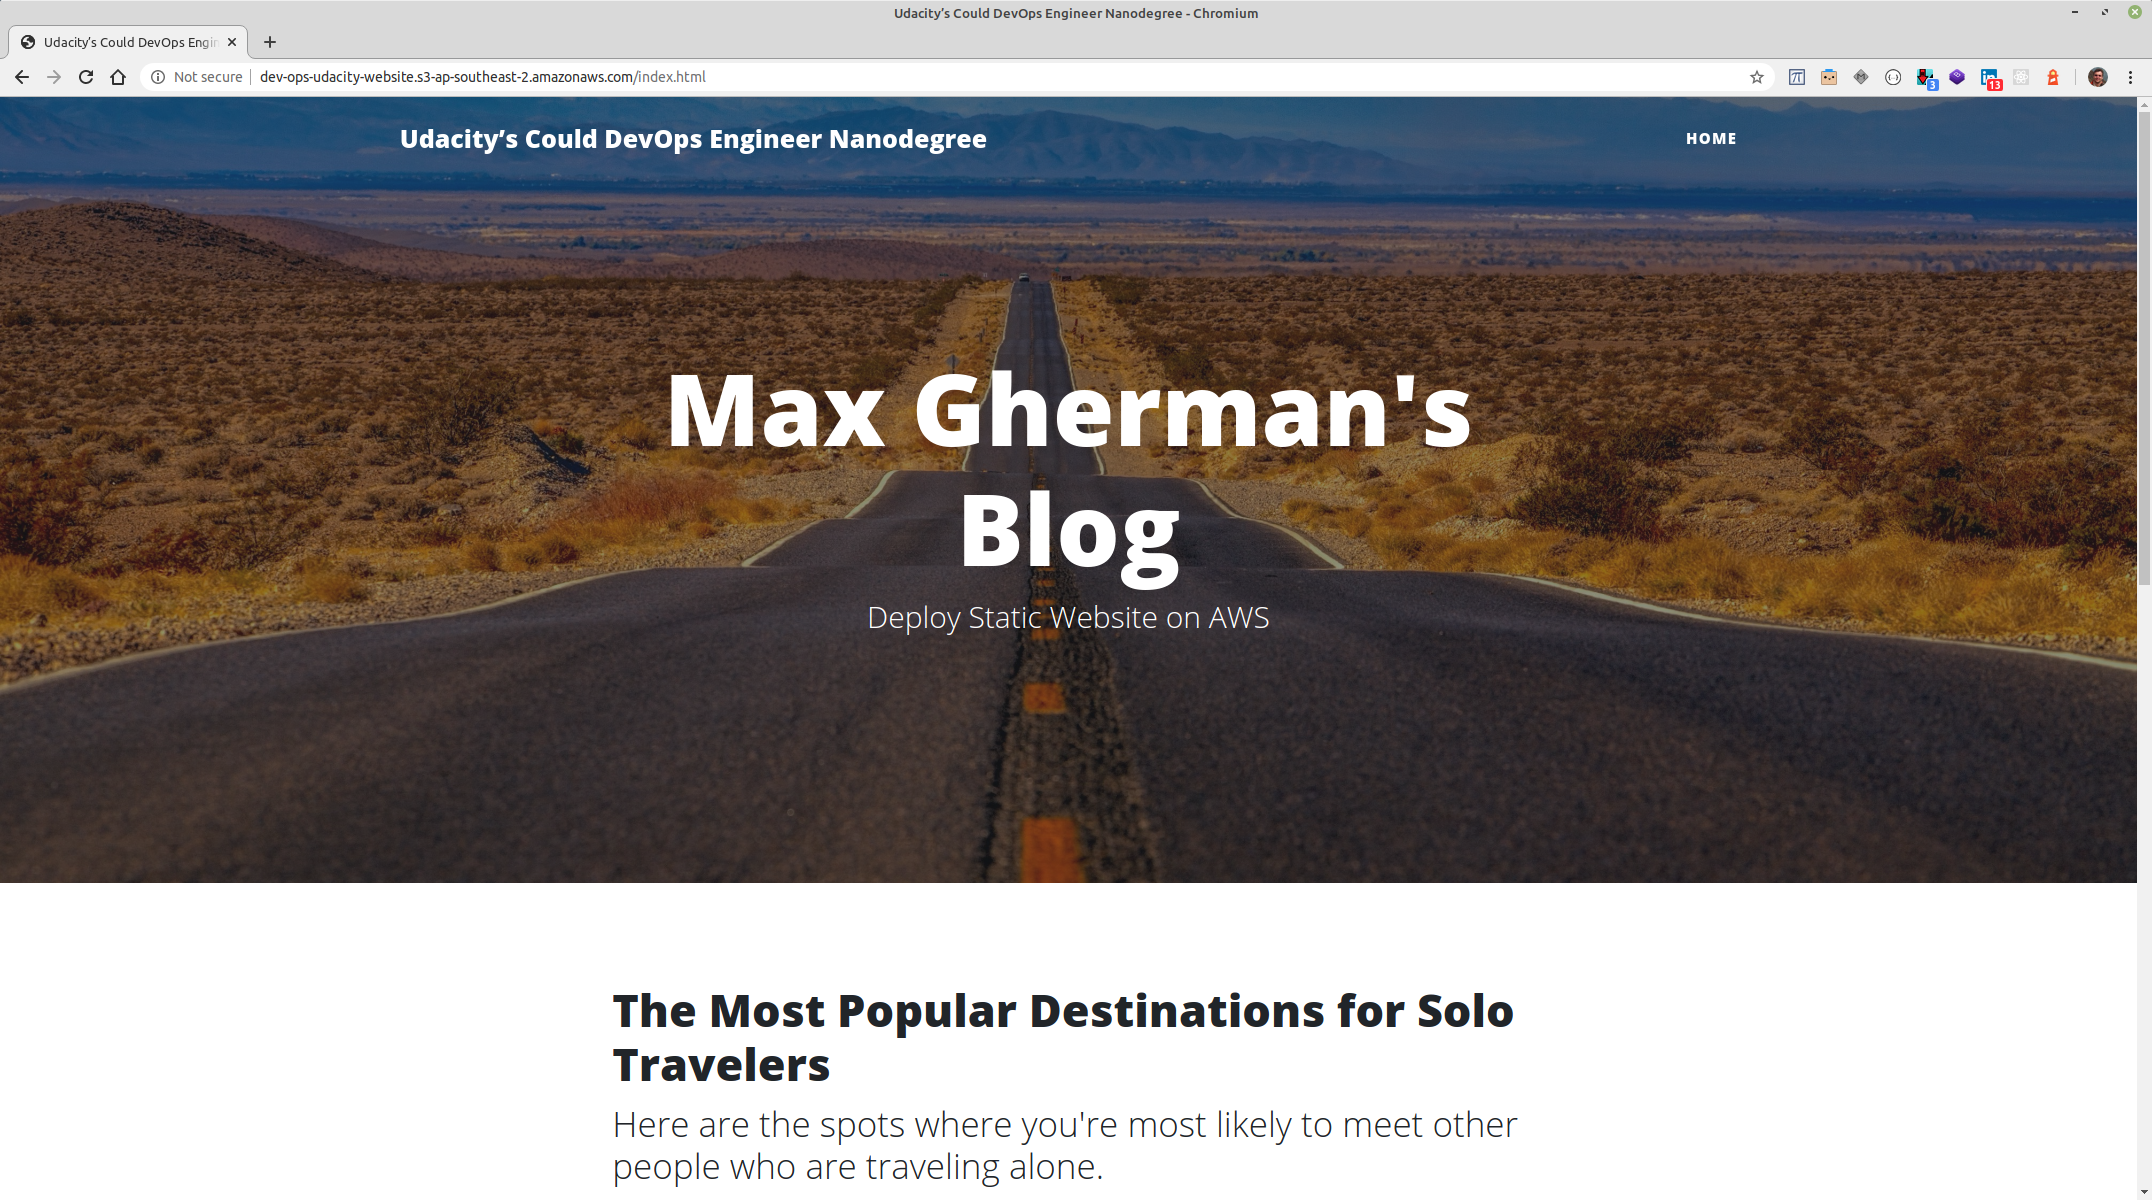 Udacity’s Could DevOps Engineer Nanodegree - Chromium
Udacity’s Could DevOps Engin
Not secure dev-ops-udacity-website.s3-ap-southeast-2.amazonaws.com/index.html
3
13
Udacity’s Could DevOps Engineer Nanodegree
HOME
Max Gherman's
Blog
Deploy Static Website on AWS
The Most Popular Destinations for Solo
Travelers
Here are the spots where you're most likely to meet other
people who are traveling alone.